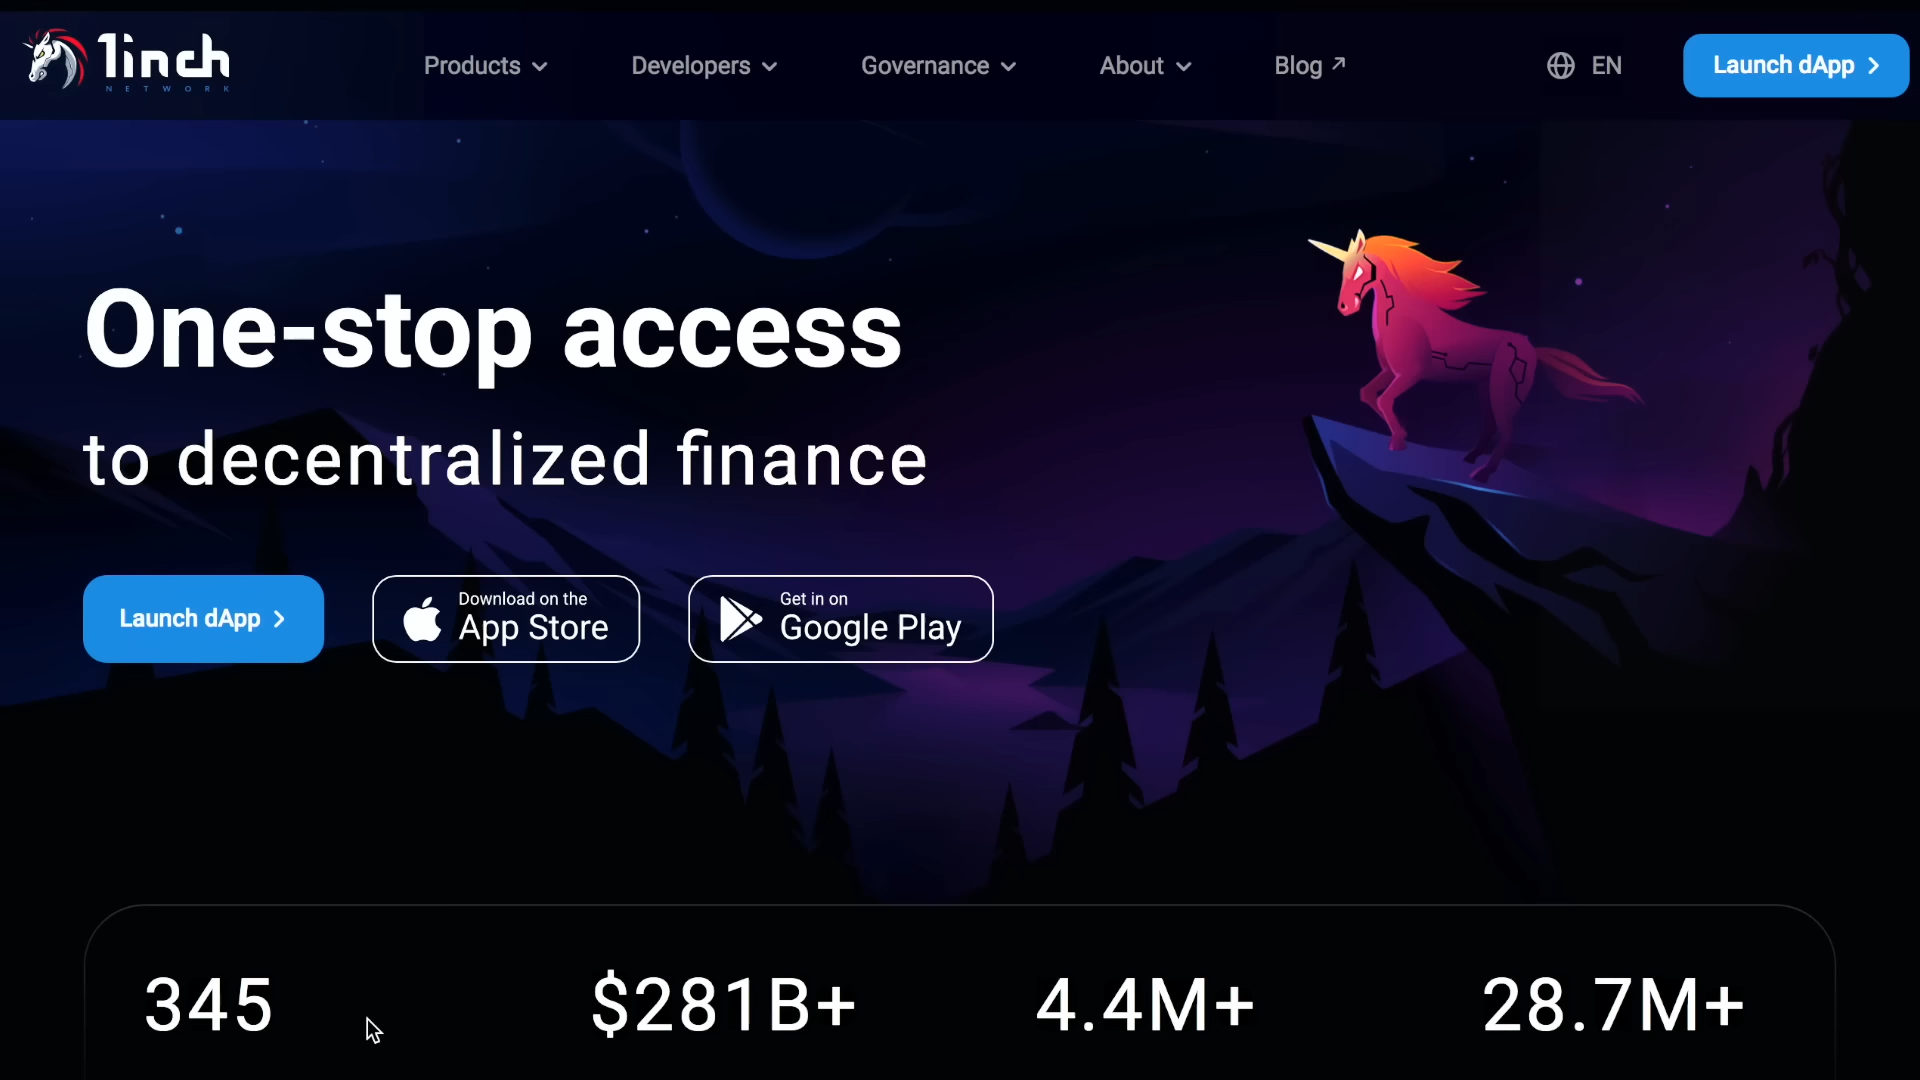 1inch
NETWORK
Products
Developers
Governance
About
Blog
EN
Launch dApp
One-stop access
to decentralized finance
Launch dApp
Download on the
App Store
Get in on
Google Play
345
$281B+
4.4M+
28.7M+